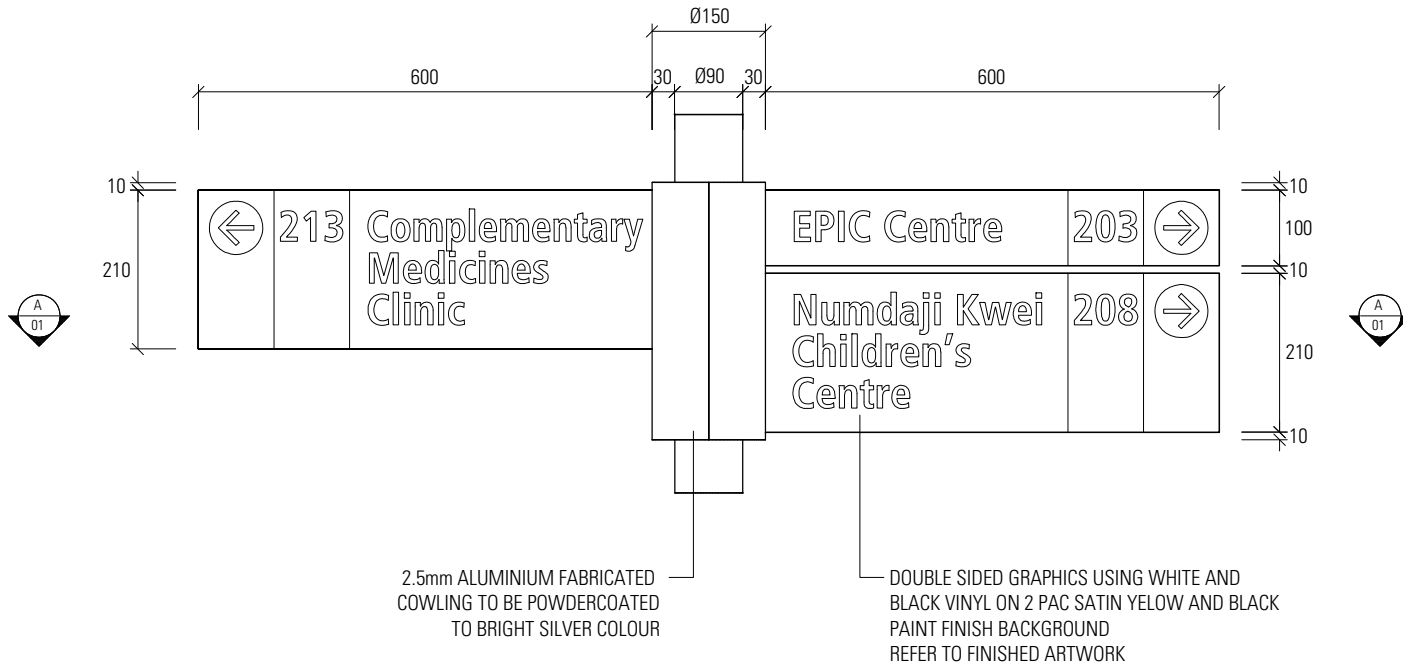 Ø150
600
30
Ø90
30
600
10
210
10
100
10
210
10
A
01
A
01
213
Complementary
Medicines
Clinic
EPIC Centre
203
Numdaji Kwei
Children’s
Centre
208
2.5mm ALUMINIUM FABRICATED
COWLING TO BE POWDERCOATED
TO BRIGHT SILVER COLOUR
DOUBLE SIDED GRAPHICS USING WHITE AND
BLACK VINYL ON 2 PAC SATIN YELOW AND BLACK
PAINT FINISH BACKGROUND
REFER TO FINISHED ARTWORK